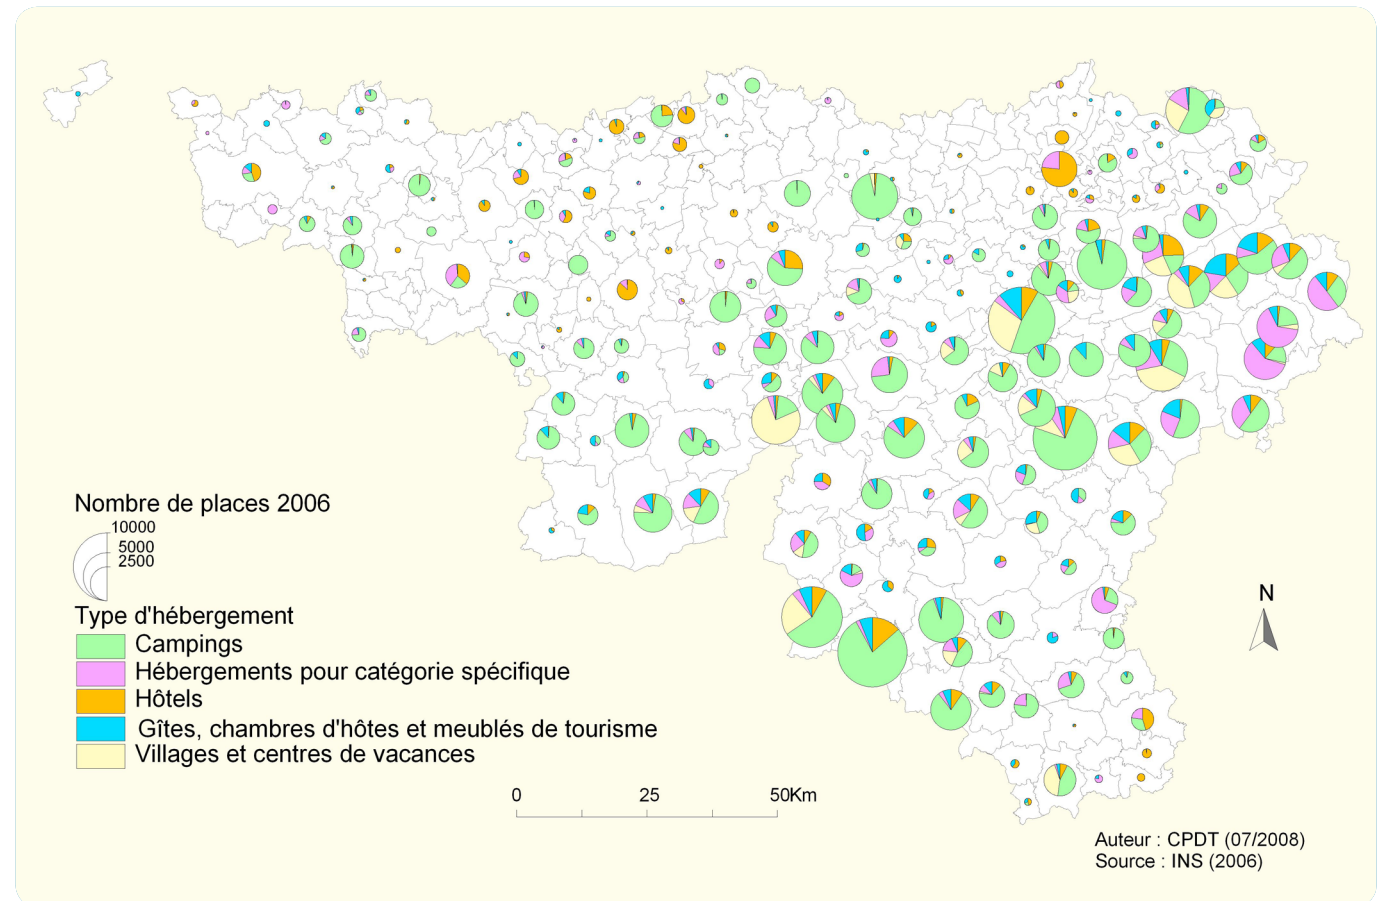 Nombre de places 2006
10000
5000
2500
Type d'hébergement
Campings
Hébergements pour catégorie spécifique
Hôtels
Gîtes, chambres d'hôtes et meublés de tourisme
Villages et centres de vacances
0 25 50Km
N
Auteur : CPDT (07/2008)
Source : INS (2006)